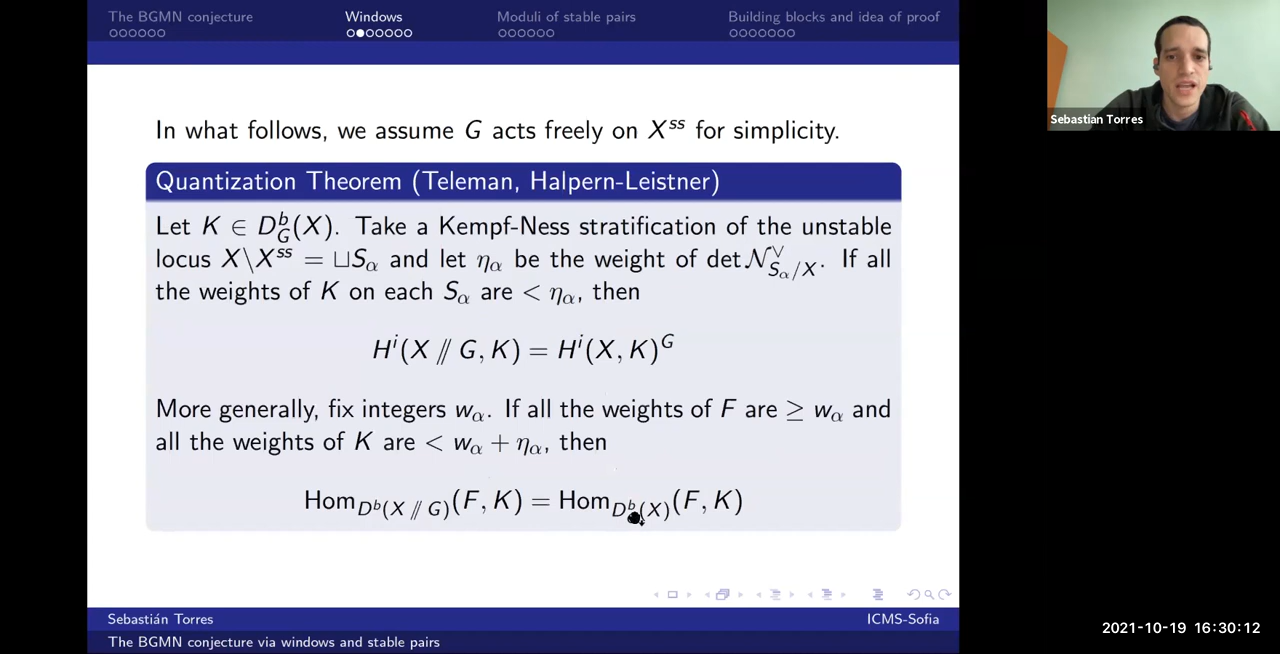 The BGMN conjecture
Windows
Moduli of stable pairs
Building blocks and idea of proof
Sebastian Torres
In what follows, we assume G acts freely on X^{ss} for simplicity.
Quantization Theorem (Teleman, Halpern-Leistner)
Let K ∈ D^b_G(X). Take a Kempf-Ness stratification of the unstable
locus X\X^{ss} = ⊔S_α and let η_α be the weight of det N^∨_{S_α/X}. If all
the weights of K on each S_α are < η_α, then
H^i(X // G, K) = H^i(X, K)^G
More generally, fix integers w_α. If all the weights of F are ≥ w_α and
all the weights of K are < w_α + η_α, then
Hom_{D^b(X // G)}(F, K) = Hom_{D^b(X)}(F, K)
Sebastián Torres
ICMS-Sofia
The BGMN conjecture via windows and stable pairs
2021-10-19 16:30:12